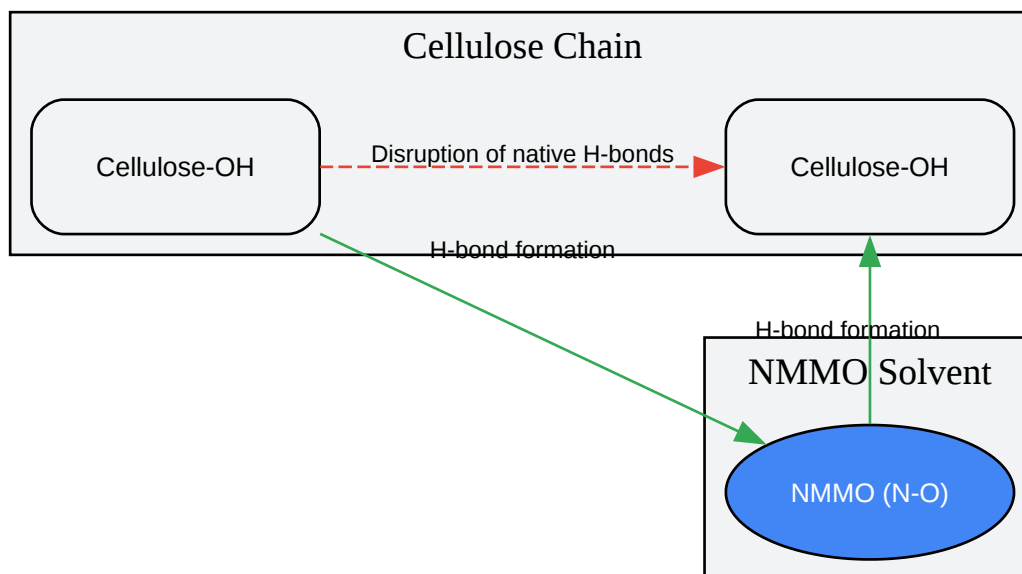 Cellulose Chain
Cellulose-OH
Disruption of native H-bonds
Cellulose-OH
H-bond formation
H-bond formation
NMMO Solvent
NMMO (N-O)